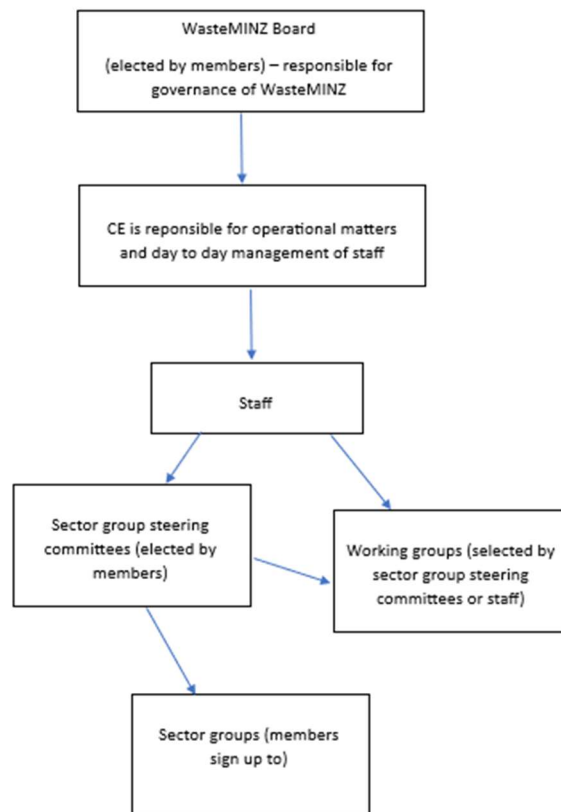 WasteMINZ Board
(elected by members) – responsible for
governance of WasteMINZ
CE is reponsible for operational matters
and day to day management of staff
Staff
Sector group steering
committees (elected by
members)
Working groups (selected by
sector group steering
committees or staff)
Sector groups (members
sign up to)